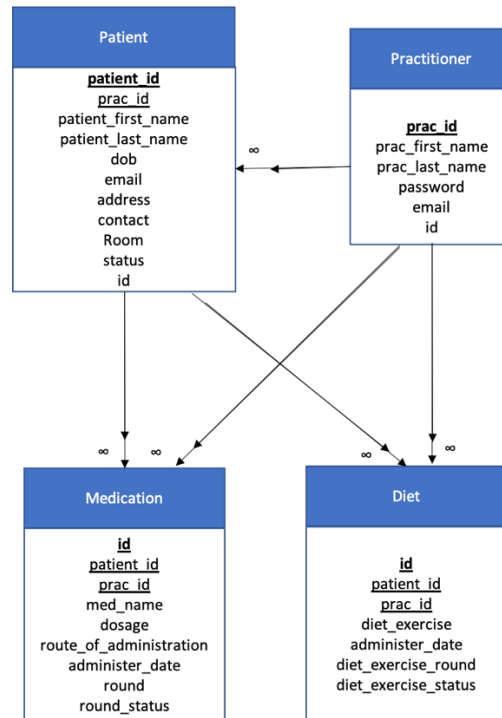 Patient
patient_id
prac_id
patient_first_name
patient_last_name
dob
email
address
contact
Room
status
id
Practitioner
prac_id
prac_first_name
prac_last_name
password
email
id
∞
∞
∞
∞
∞
Medication
id
patient_id
prac_id
med_name
dosage
route_of_administration
administer_date
round
round_status
Diet
id
patient_id
prac_id
diet_exercise
administer_date
diet_exercise_round
diet_exercise_status